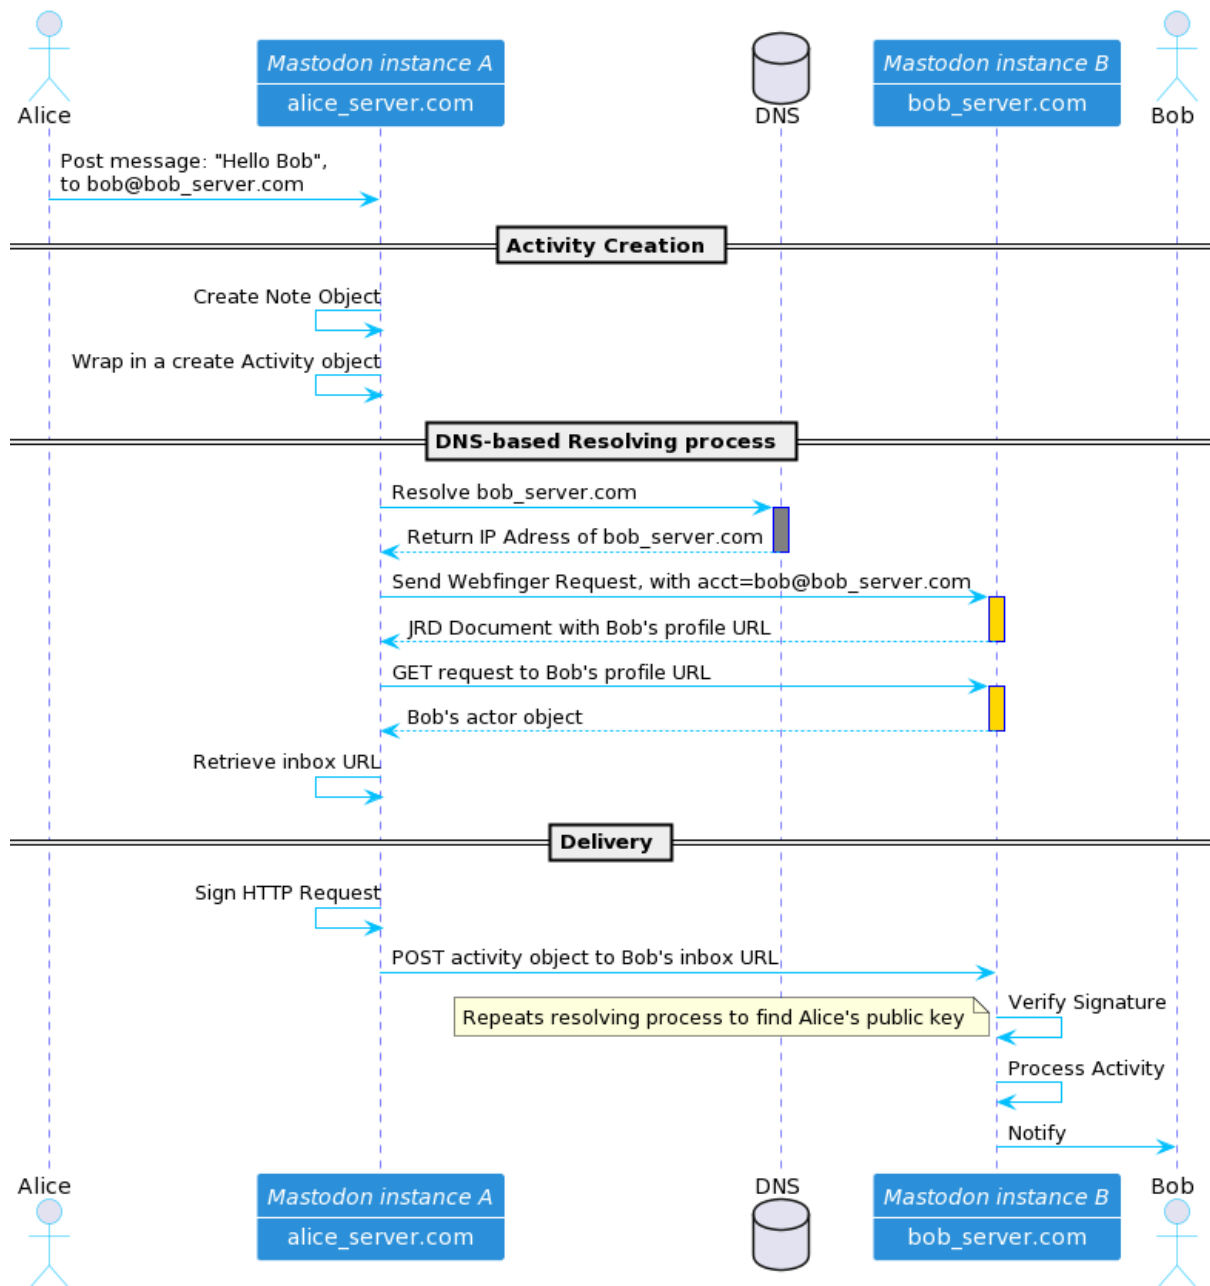 Alice
Mastodon instance A
alice_server.com
DNS
Mastodon instance B
bob_server.com
Bob
Post message: "Hello Bob",
to bob@bob_server.com
Activity Creation
Create Note Object
Wrap in a create Activity object
DNS-based Resolving process
Resolve bob_server.com
Return IP Adress of bob_server.com
Send Webfinger Request, with acct=bob@bob_server.com
JRD Document with Bob's profile URL
GET request to Bob's profile URL
Bob's actor object
Retrieve inbox URL
Delivery
Sign HTTP Request
POST activity object to Bob's inbox URL
Verify Signature
Repeats resolving process to find Alice's public key
Process Activity
Notify
Alice
Mastodon instance A
alice_server.com
DNS
Mastodon instance B
bob_server.com
Bob